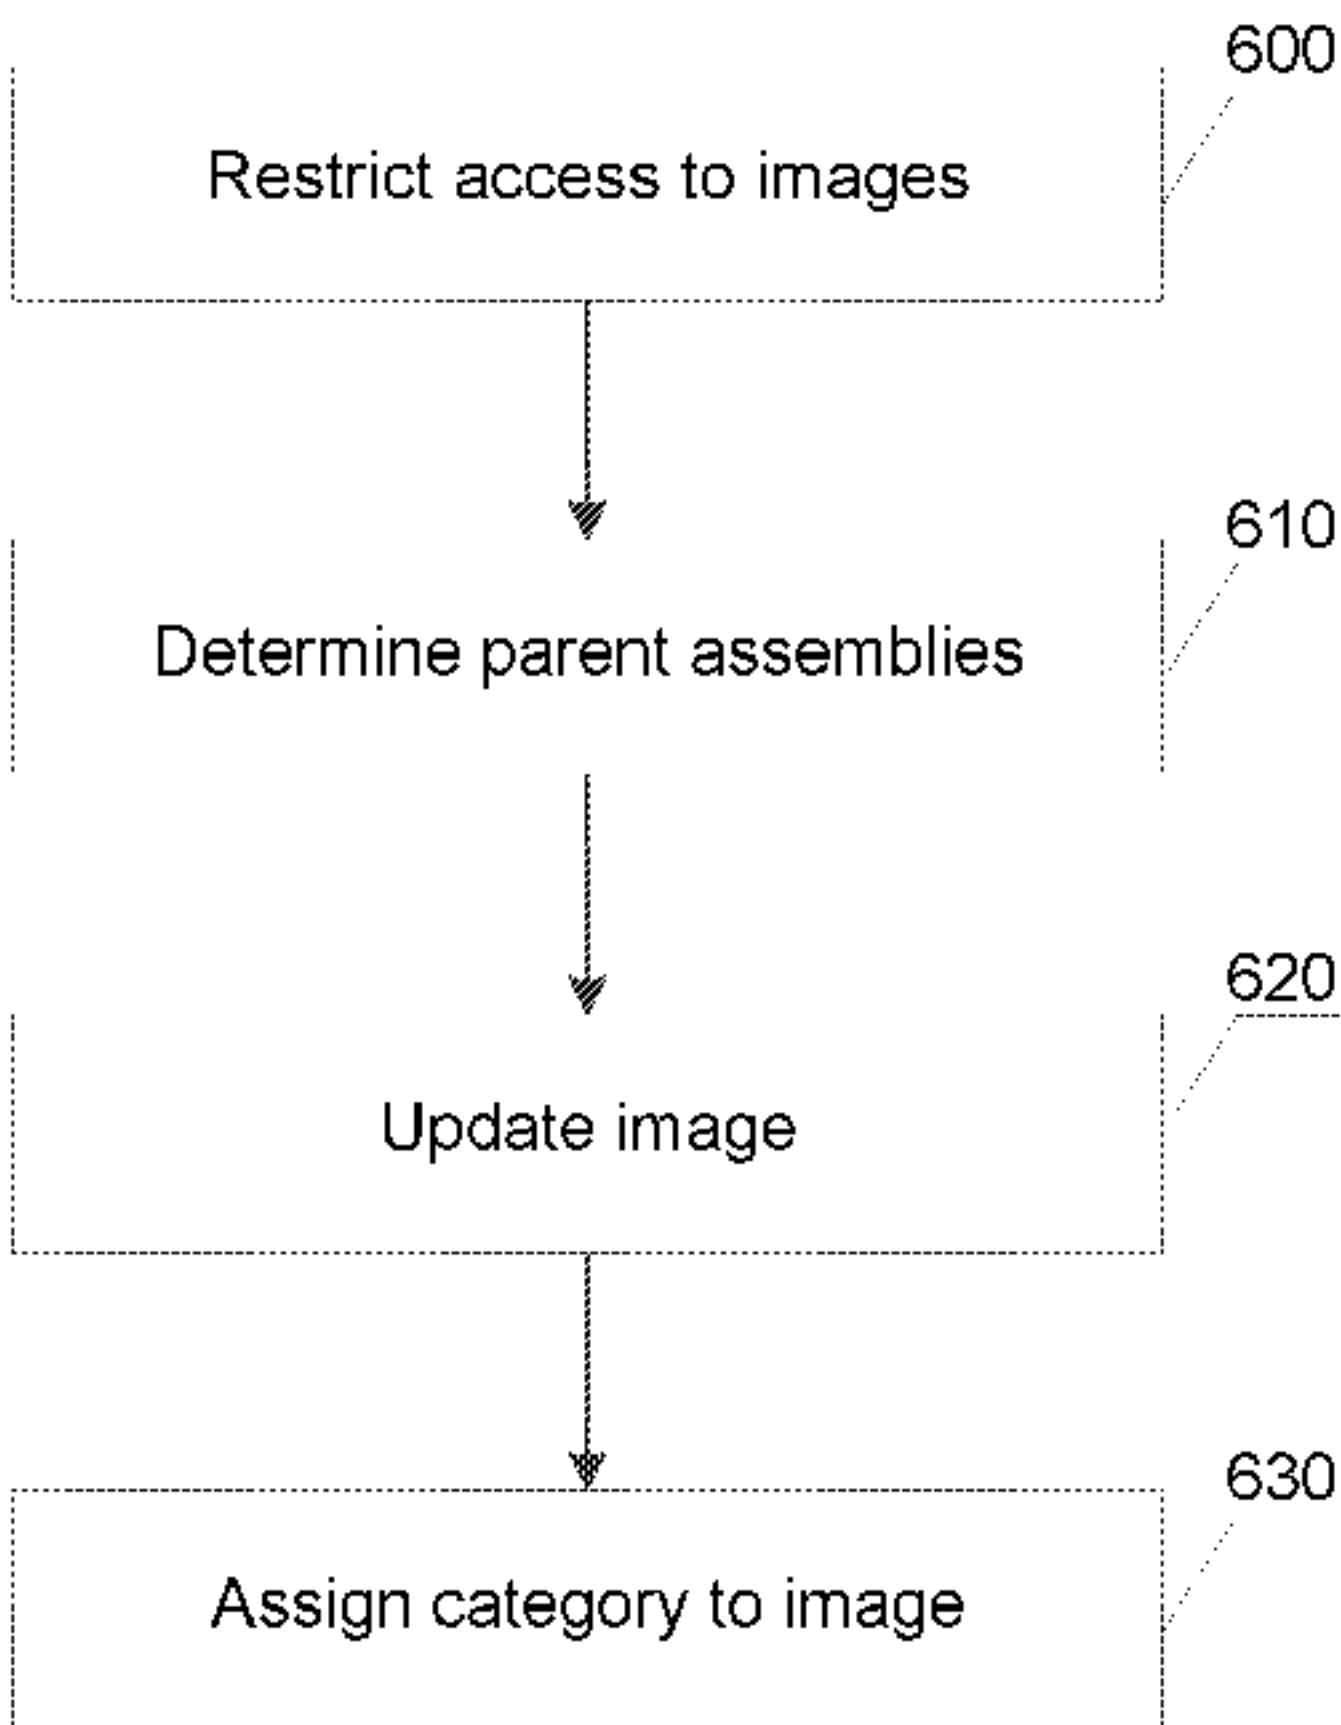 600
Restrict access to images
610
Determine parent assemblies
620
Update image
630
Assign category to image